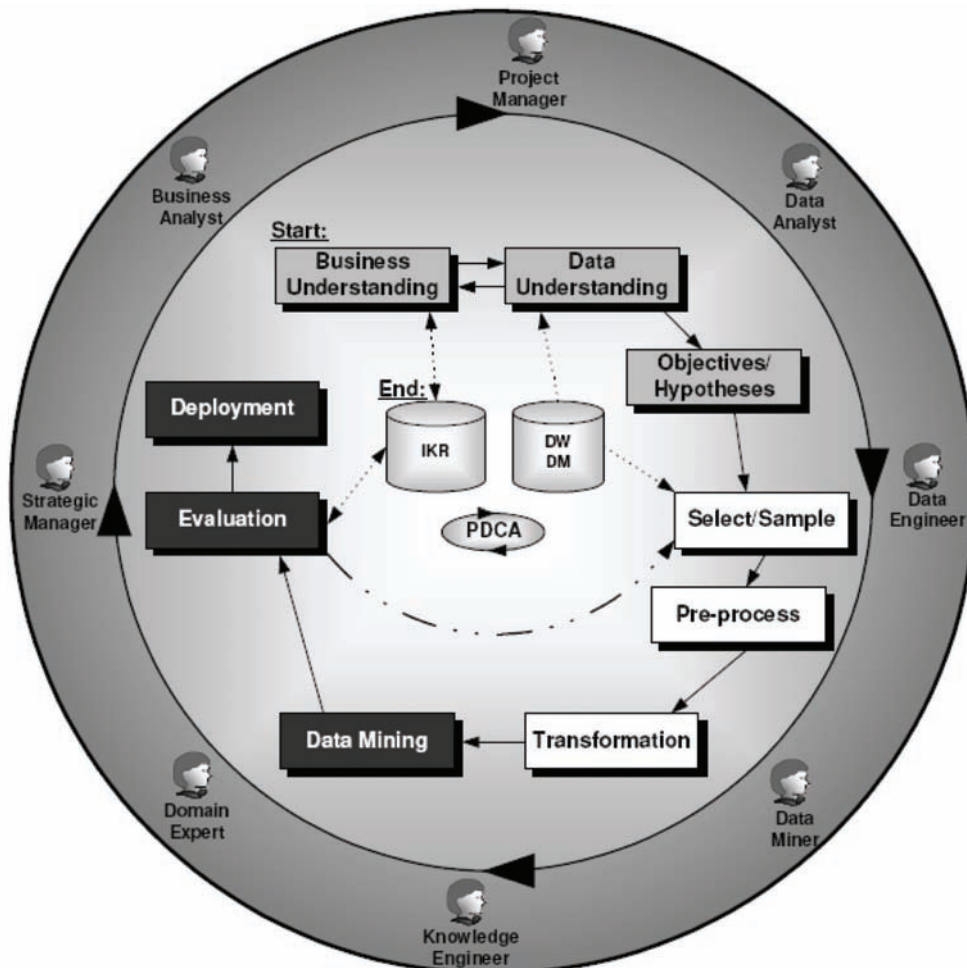 Project
Manager
Business
Analyst
Data
Analyst
Start:
Business
Understanding
Data
Understanding
Objectives/
Hypotheses
End:
Deployment
IKR
DW
DM
Strategic
Manager
Evaluation
PDCA
Select/Sample
Data
Engineer
Pre-process
Data Mining
Transformation
Domain
Expert
Data
Miner
Knowledge
Engineer